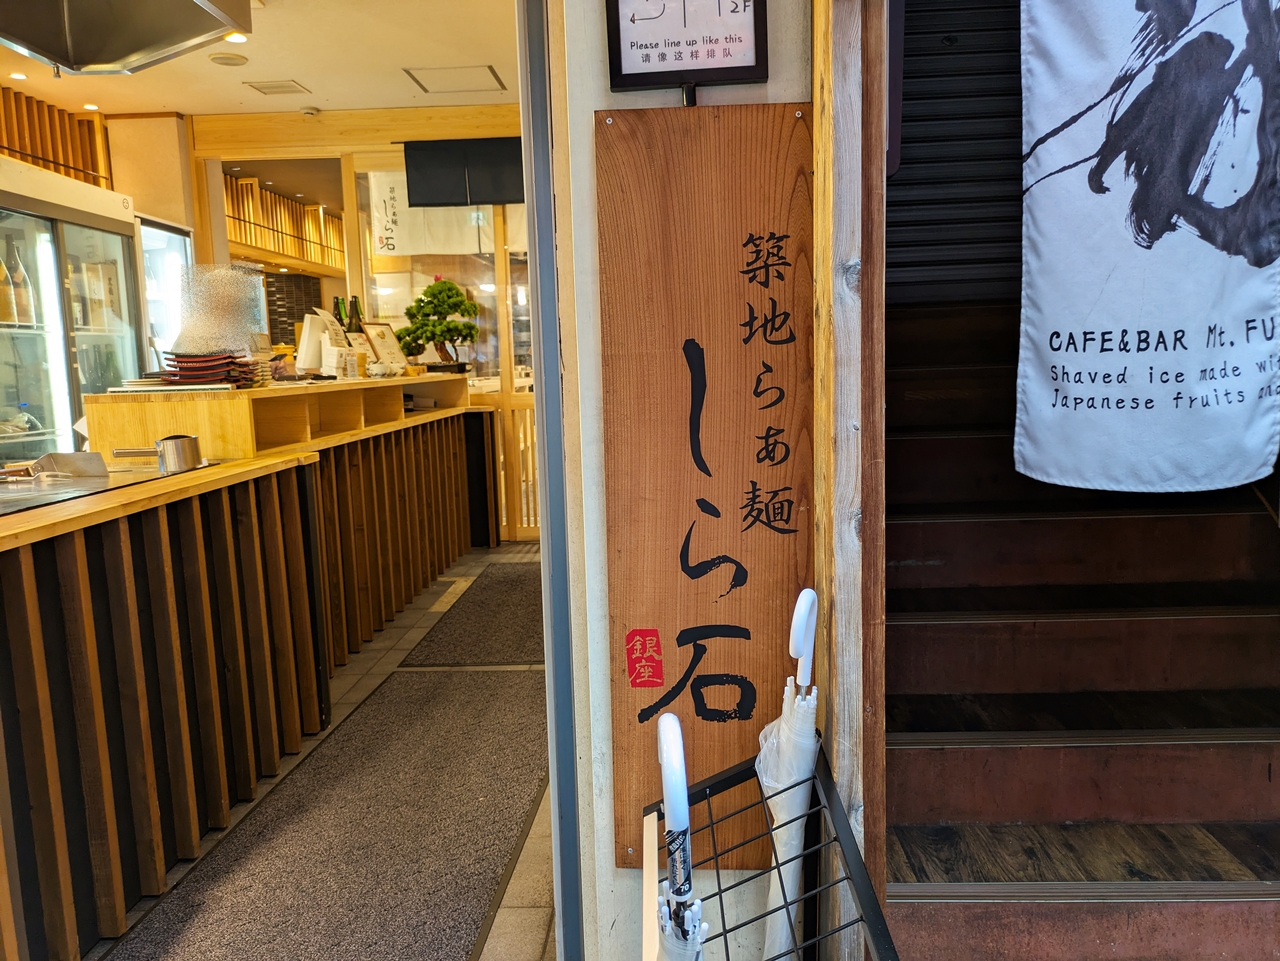 2F
Please line up like this
请像这样排队
築地らぁ麺
しら石
銀座
築地らぁ麺
しら石
CAFE&BAR Mt. FU
Shaved ice made wi
Japanese fruits an